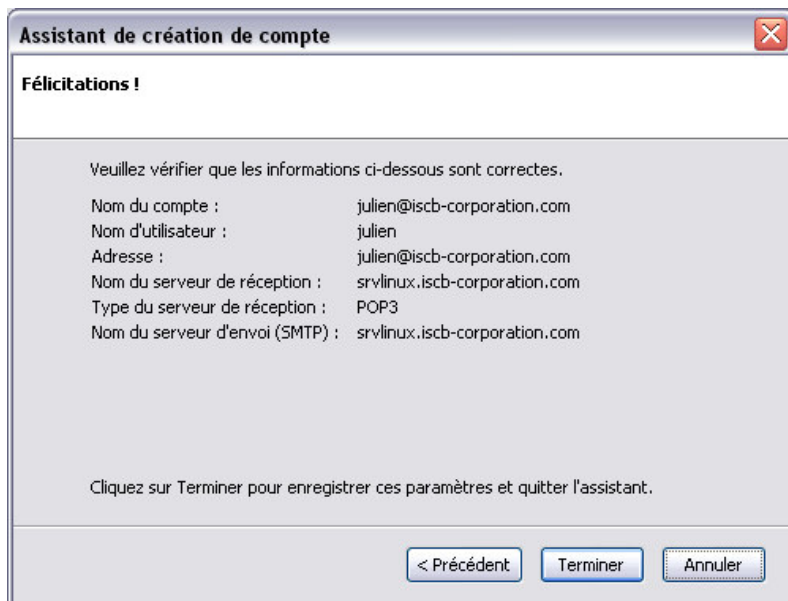 Assistant de création de compte
Félicitations !
Veuillez vérifier que les informations ci-dessous sont correctes.
Nom du compte : julien@iscb-corporation.com
Nom d'utilisateur : julien
Adresse : julien@iscb-corporation.com
Nom du serveur de réception : srvlinux.iscb-corporation.com
Type du serveur de réception : POP3
Nom du serveur d'envoi (SMTP) : srvlinux.iscb-corporation.com
Cliquez sur Terminer pour enregistrer ces paramètres et quitter l'assistant.
< Précédent Terminer Annuler